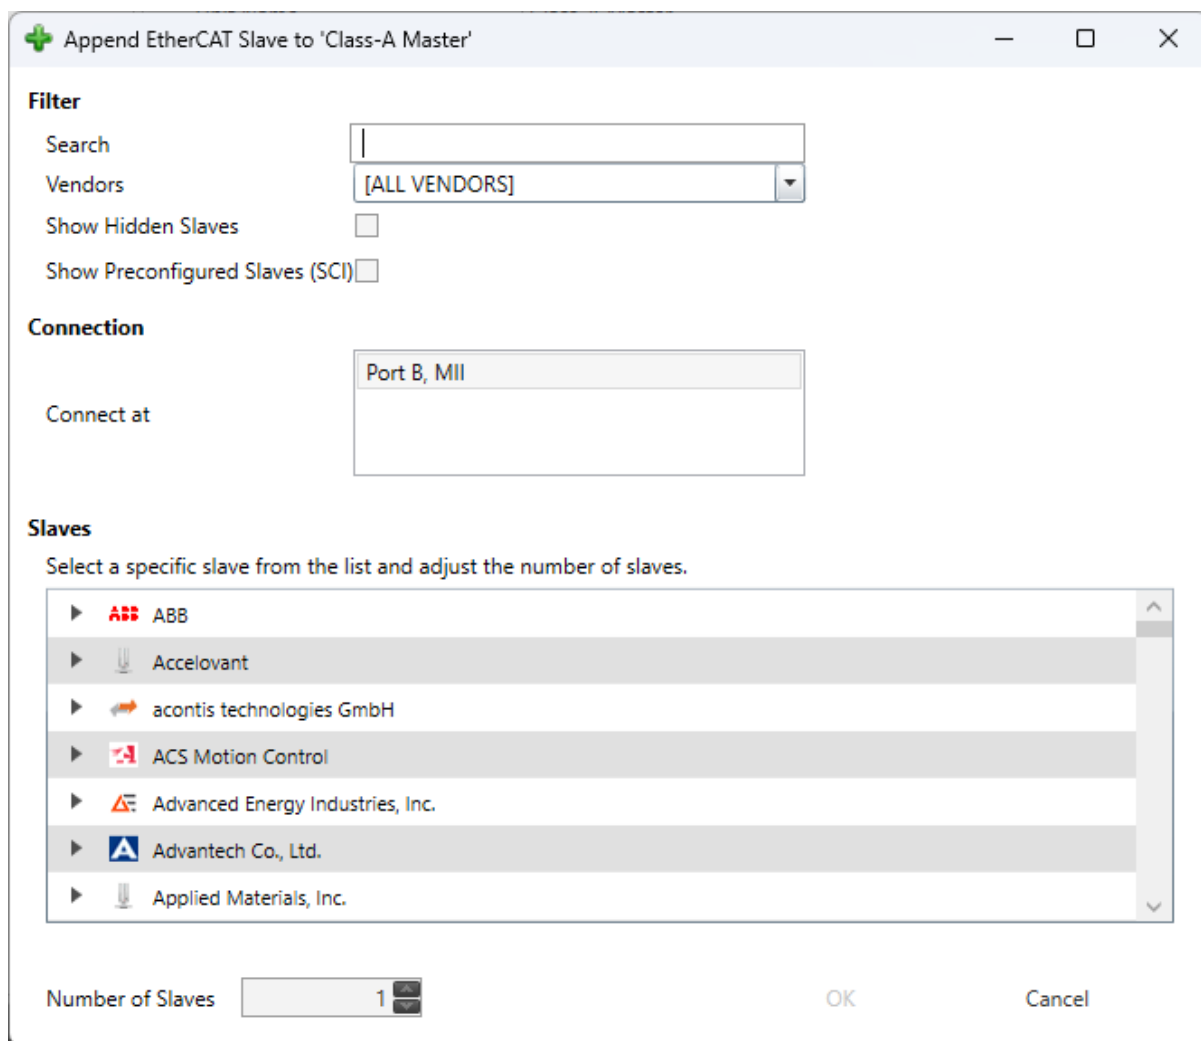 Append EtherCAT Slave to 'Class-A Master'
Filter
Search
Vendors [ALL VENDORS]
Show Hidden Slaves
Show Preconfigured Slaves (SCI)
Connection
Port B, MII
Connect at
Slaves
Select a specific slave from the list and adjust the number of slaves.
ABB ABB
Accelovant
acontis technologies GmbH
ACS Motion Control
Advanced Energy Industries, Inc.
Advantech Co., Ltd.
Applied Materials, Inc.
Number of Slaves 1 OK Cancel